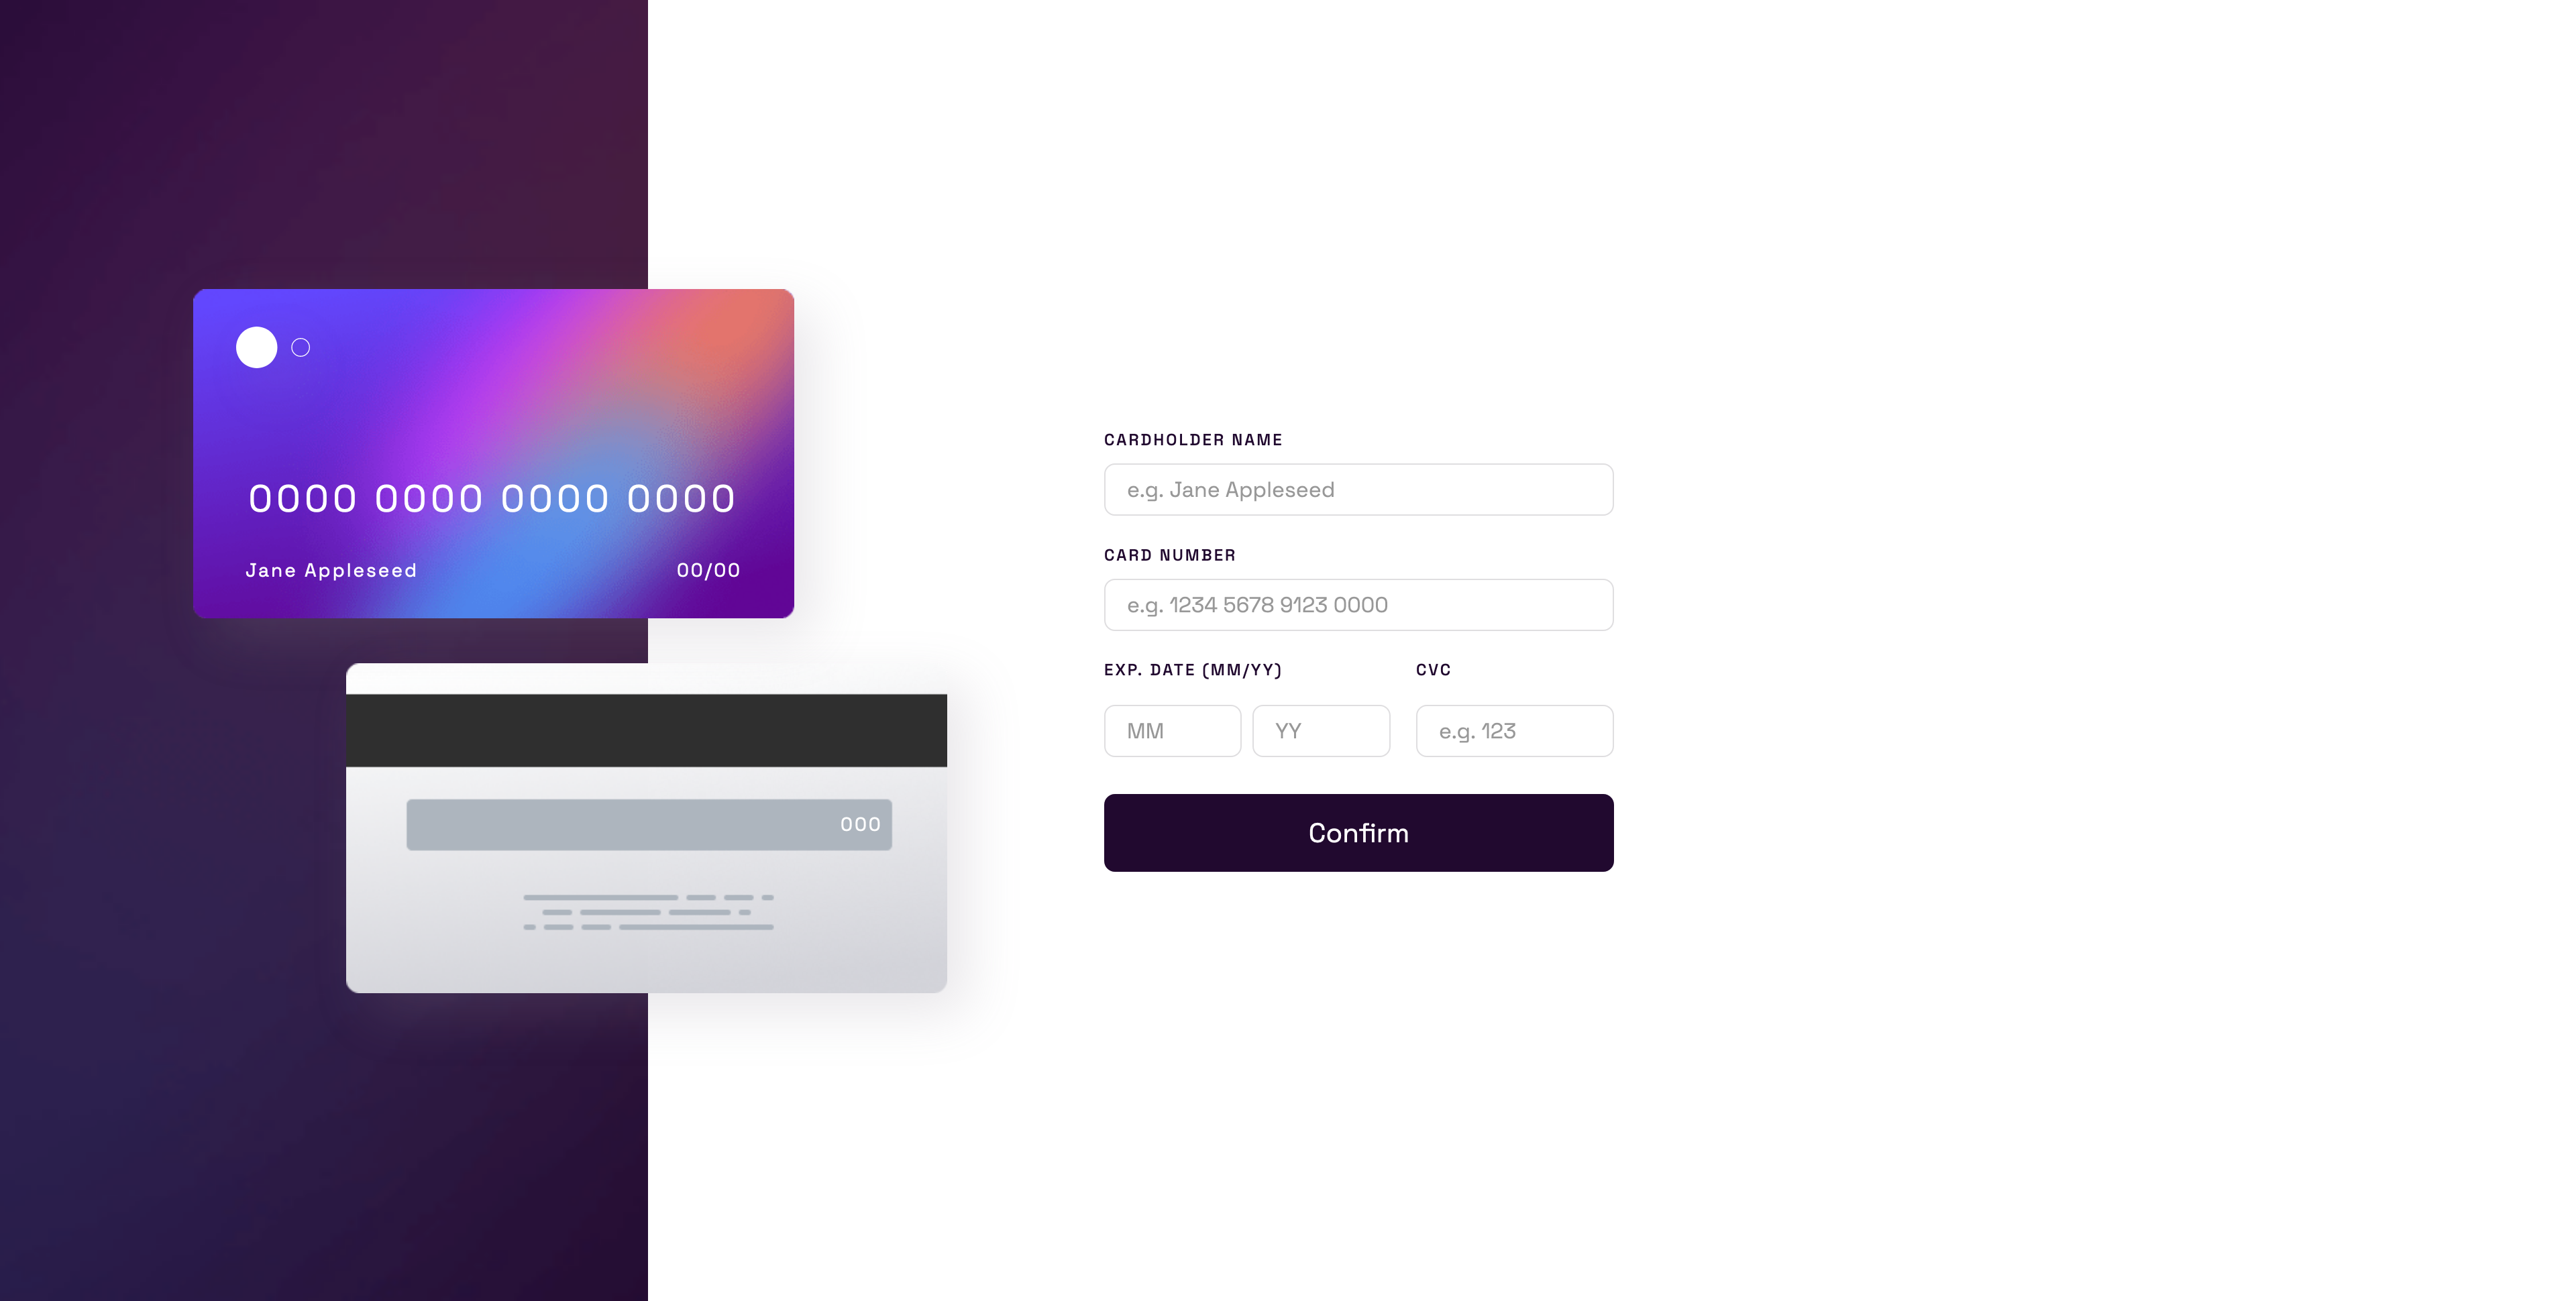 0000 0000 0000 0000
Jane Appleseed 00/00
000
CARDHOLDER NAME
e.g. Jane Appleseed
CARD NUMBER
e.g. 1234 5678 9123 0000
EXP. DATE (MM/YY) CVC
MM YY e.g. 123
Confirm